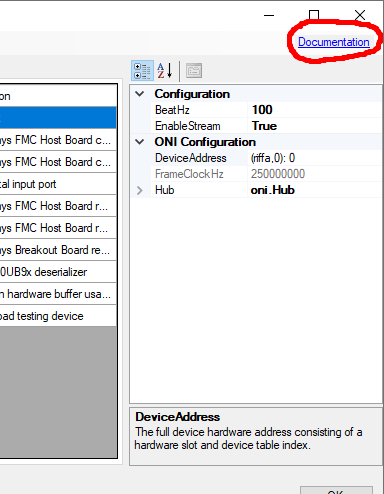 Documentation
on
ys FMC Host Board c...
ys FMC Host Board c...
tal input port
ys FMC Host Board r...
ys FMC Host Board r...
ys Breakout Board re...
0UB9x deserializer
n hardware buffer usa...
oad testing device
Configuration
BeatHz 100
EnableStream True
ONI Configuration
DeviceAddress (riffa,0): 0
FrameClockHz 250000000
Hub oni.Hub
DeviceAddress
The full device hardware address consisting of a
hardware slot and device table index.